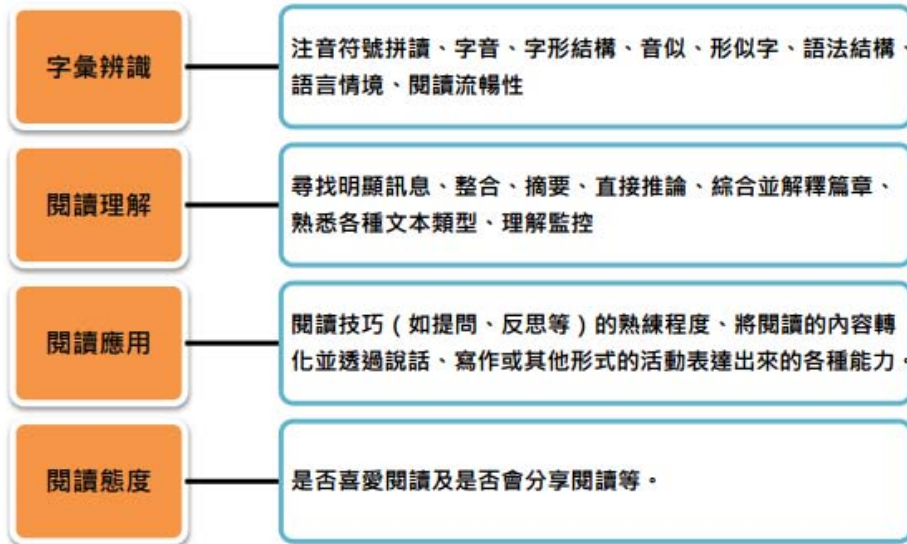 字彙辨識
注音符號拼讀、字音、字形結構、音似、形似字、語法結構、
語言情境、閱讀流暢性
閱讀理解
尋找明顯訊息、整合、摘要、直接推論、綜合並解釋篇章、
熟悉各種文本類型、理解監控
閱讀應用
閱讀技巧（如提問、反思等）的熟練程度、將閱讀的內容轉
化並透過說話、寫作或其他形式的活動表達出來的各種能力。
閱讀態度
是否喜愛閱讀及是否會分享閱讀等。